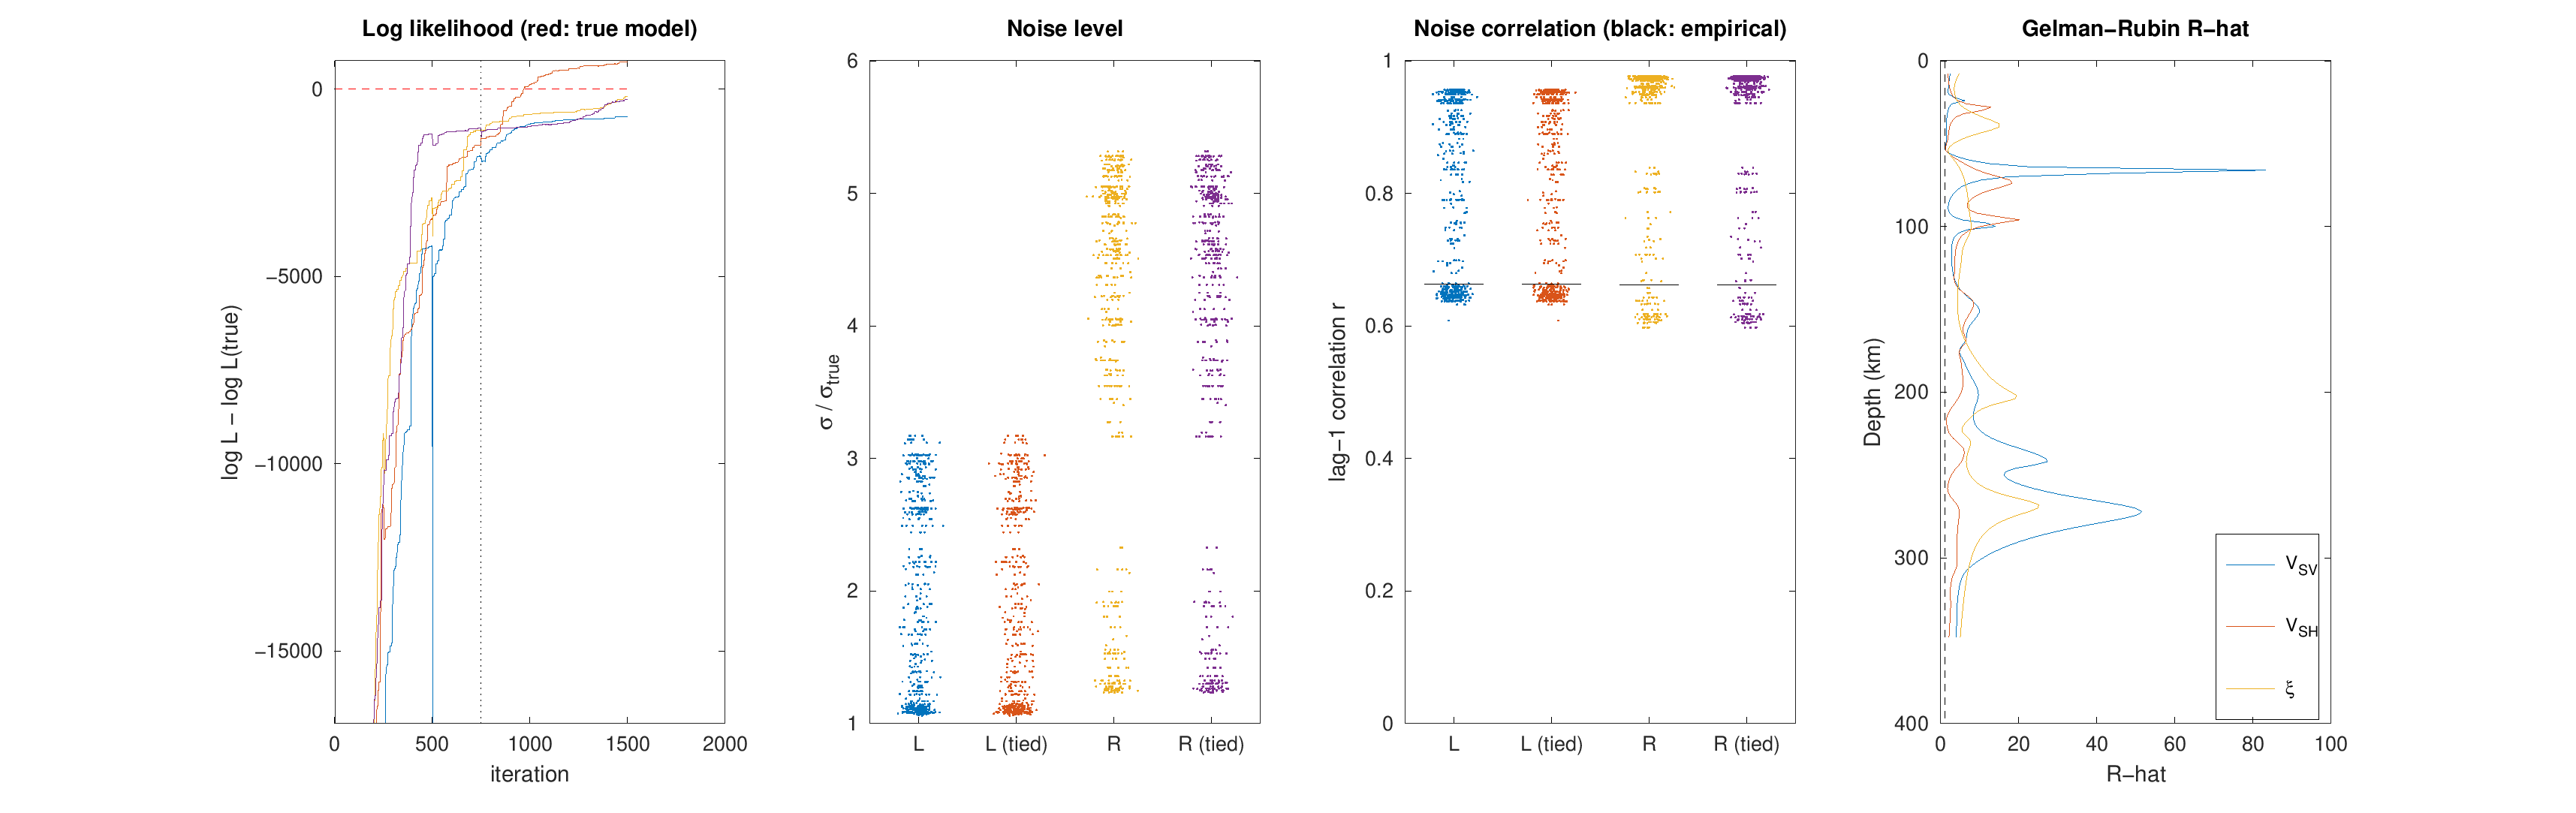 Log likelihood (red: true model)
0
−5000
−10000
−15000
log L − log L(true)
0 500 1000 1500 2000
iteration
Noise level
6
5
4
3
2
1
σ / σtrue
L L (tied) R R (tied)
Noise correlation (black: empirical)
1
0.8
0.6
0.4
0.2
0
lag−1 correlation r
L L (tied) R R (tied)
Gelman−Rubin R−hat
0
100
200
300
400
Depth (km)
VSV
VSH
ξ
0 20 40 60 80 100
R−hat